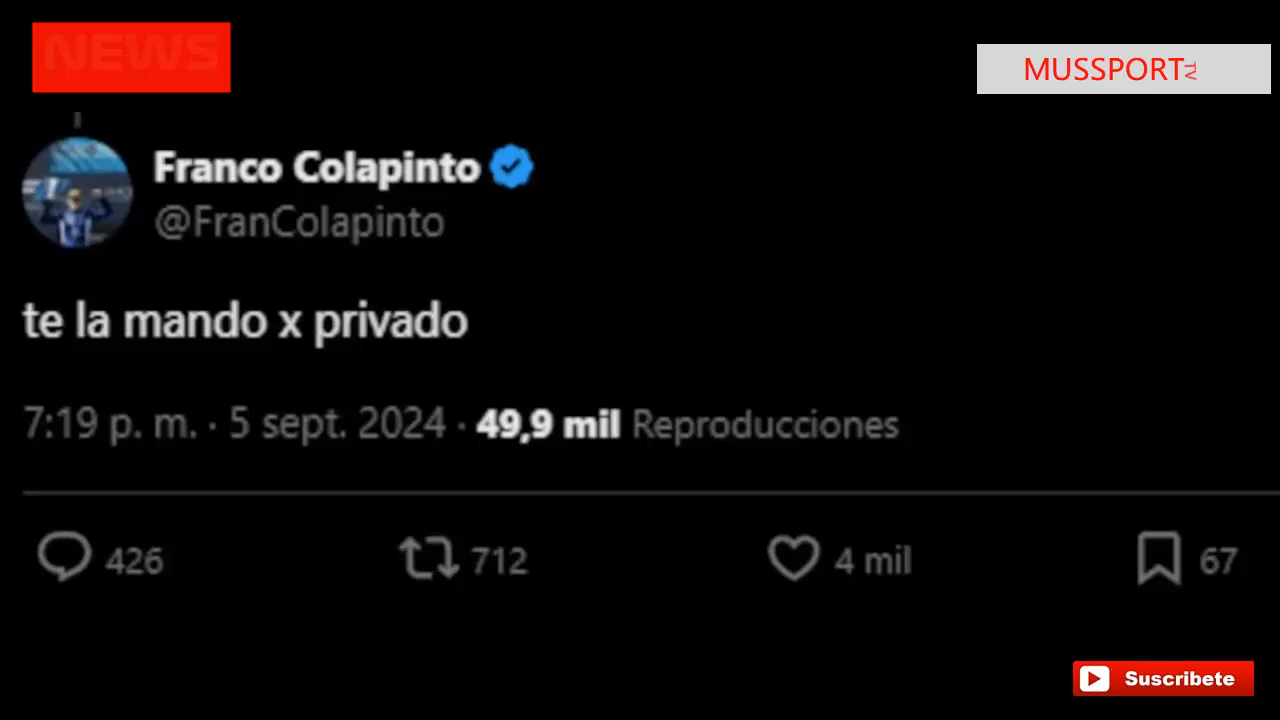 NEWS
MUSSPORT TV
Franco Colapinto
@FranColapinto
te la mando x privado
7:19 p. m. · 5 sept. 2024 · 49,9 mil Reproducciones
426 712 4 mil 67
Suscribete